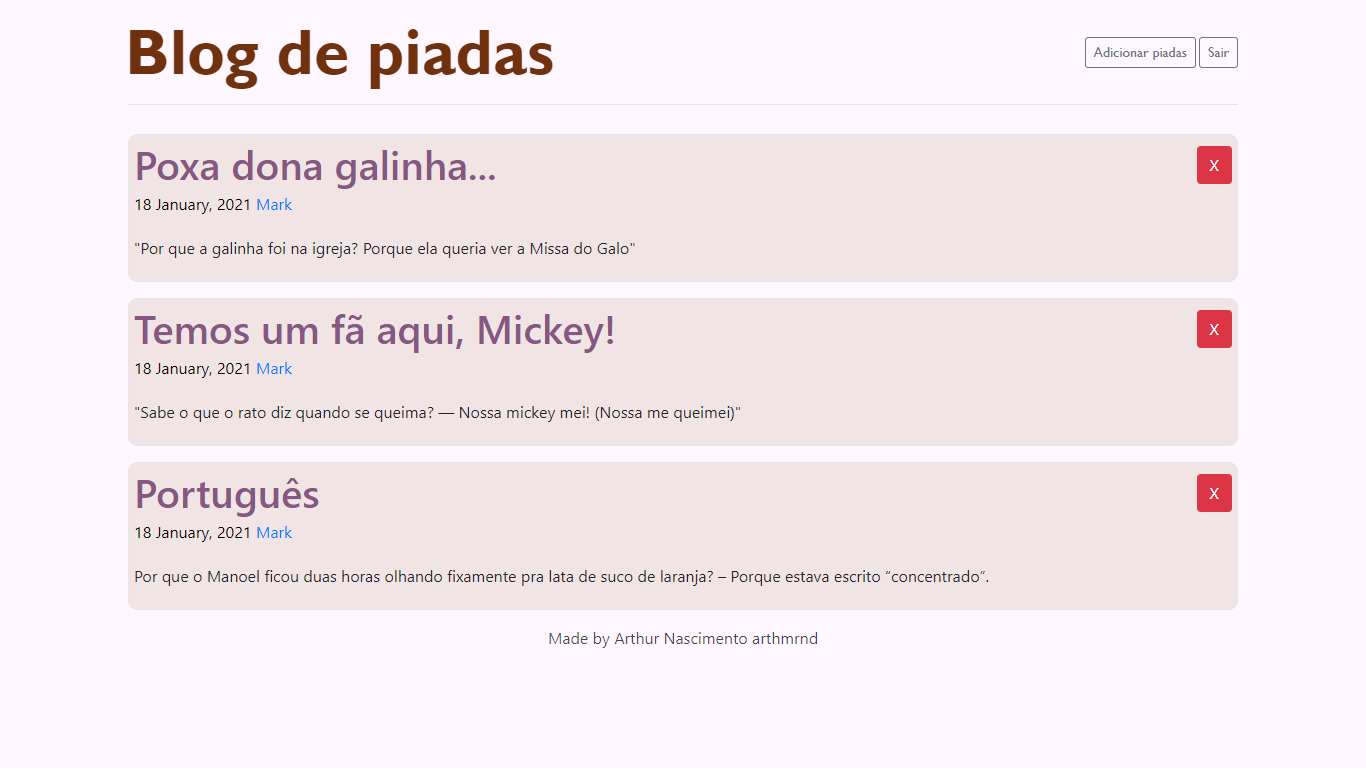 Blog de piadas
Adicionar piadas Sair
Poxa dona galinha... X
18 January, 2021 Mark
"Por que a galinha foi na igreja? Porque ela queria ver a Missa do Galo"
Temos um fã aqui, Mickey! X
18 January, 2021 Mark
"Sabe o que o rato diz quando se queima? — Nossa mickey mei! (Nossa me queimei)"
Português X
18 January, 2021 Mark
Por que o Manoel ficou duas horas olhando fixamente pra lata de suco de laranja? – Porque estava escrito “concentrado”.
Made by Arthur Nascimento arthmrnd